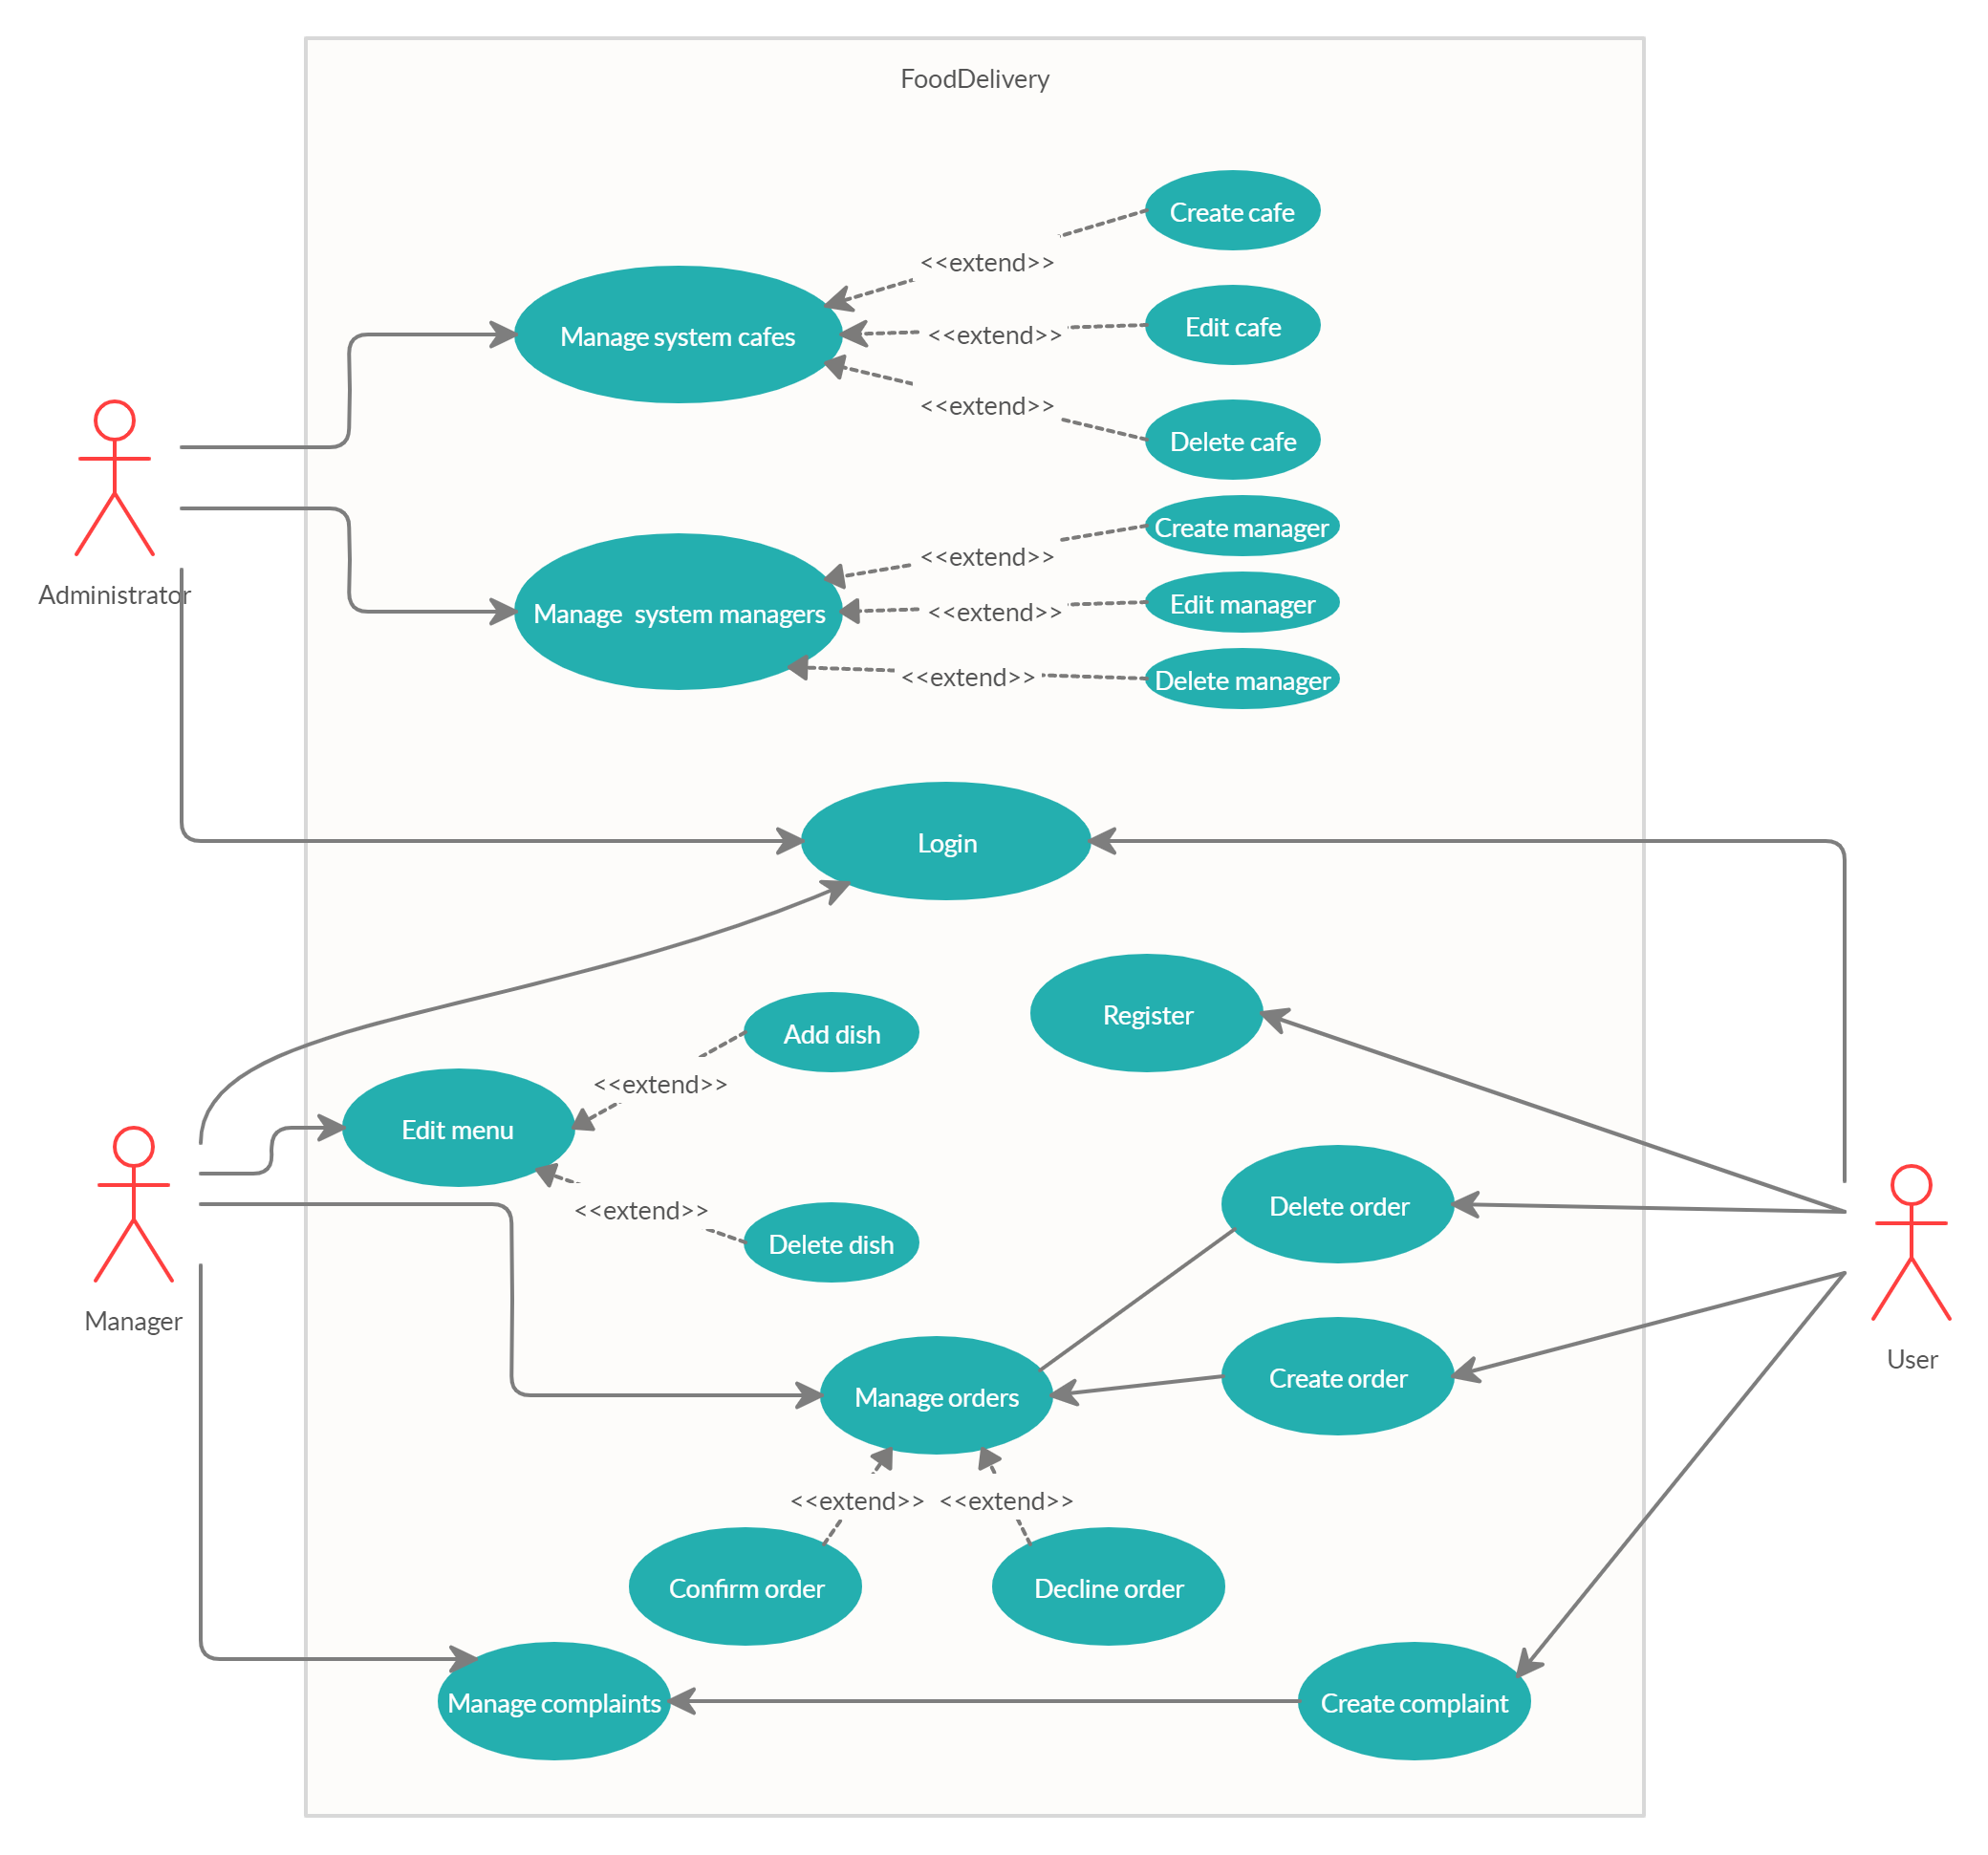 FoodDelivery
Create cafe
<<extend>>
Manage system cafes
<<extend>>
Edit cafe
<<extend>>
Delete cafe
Create manager
<<extend>>
Administrator
Manage  system managers
<<extend>>
Edit manager
<<extend>>
Delete manager
Login
Register
Add dish
<<extend>>
Edit menu
<<extend>>
Delete dish
Delete order
Manager
User
Manage orders
Create order
<<extend>>
<<extend>>
Confirm order
Decline order
Manage complaints
Create complaint